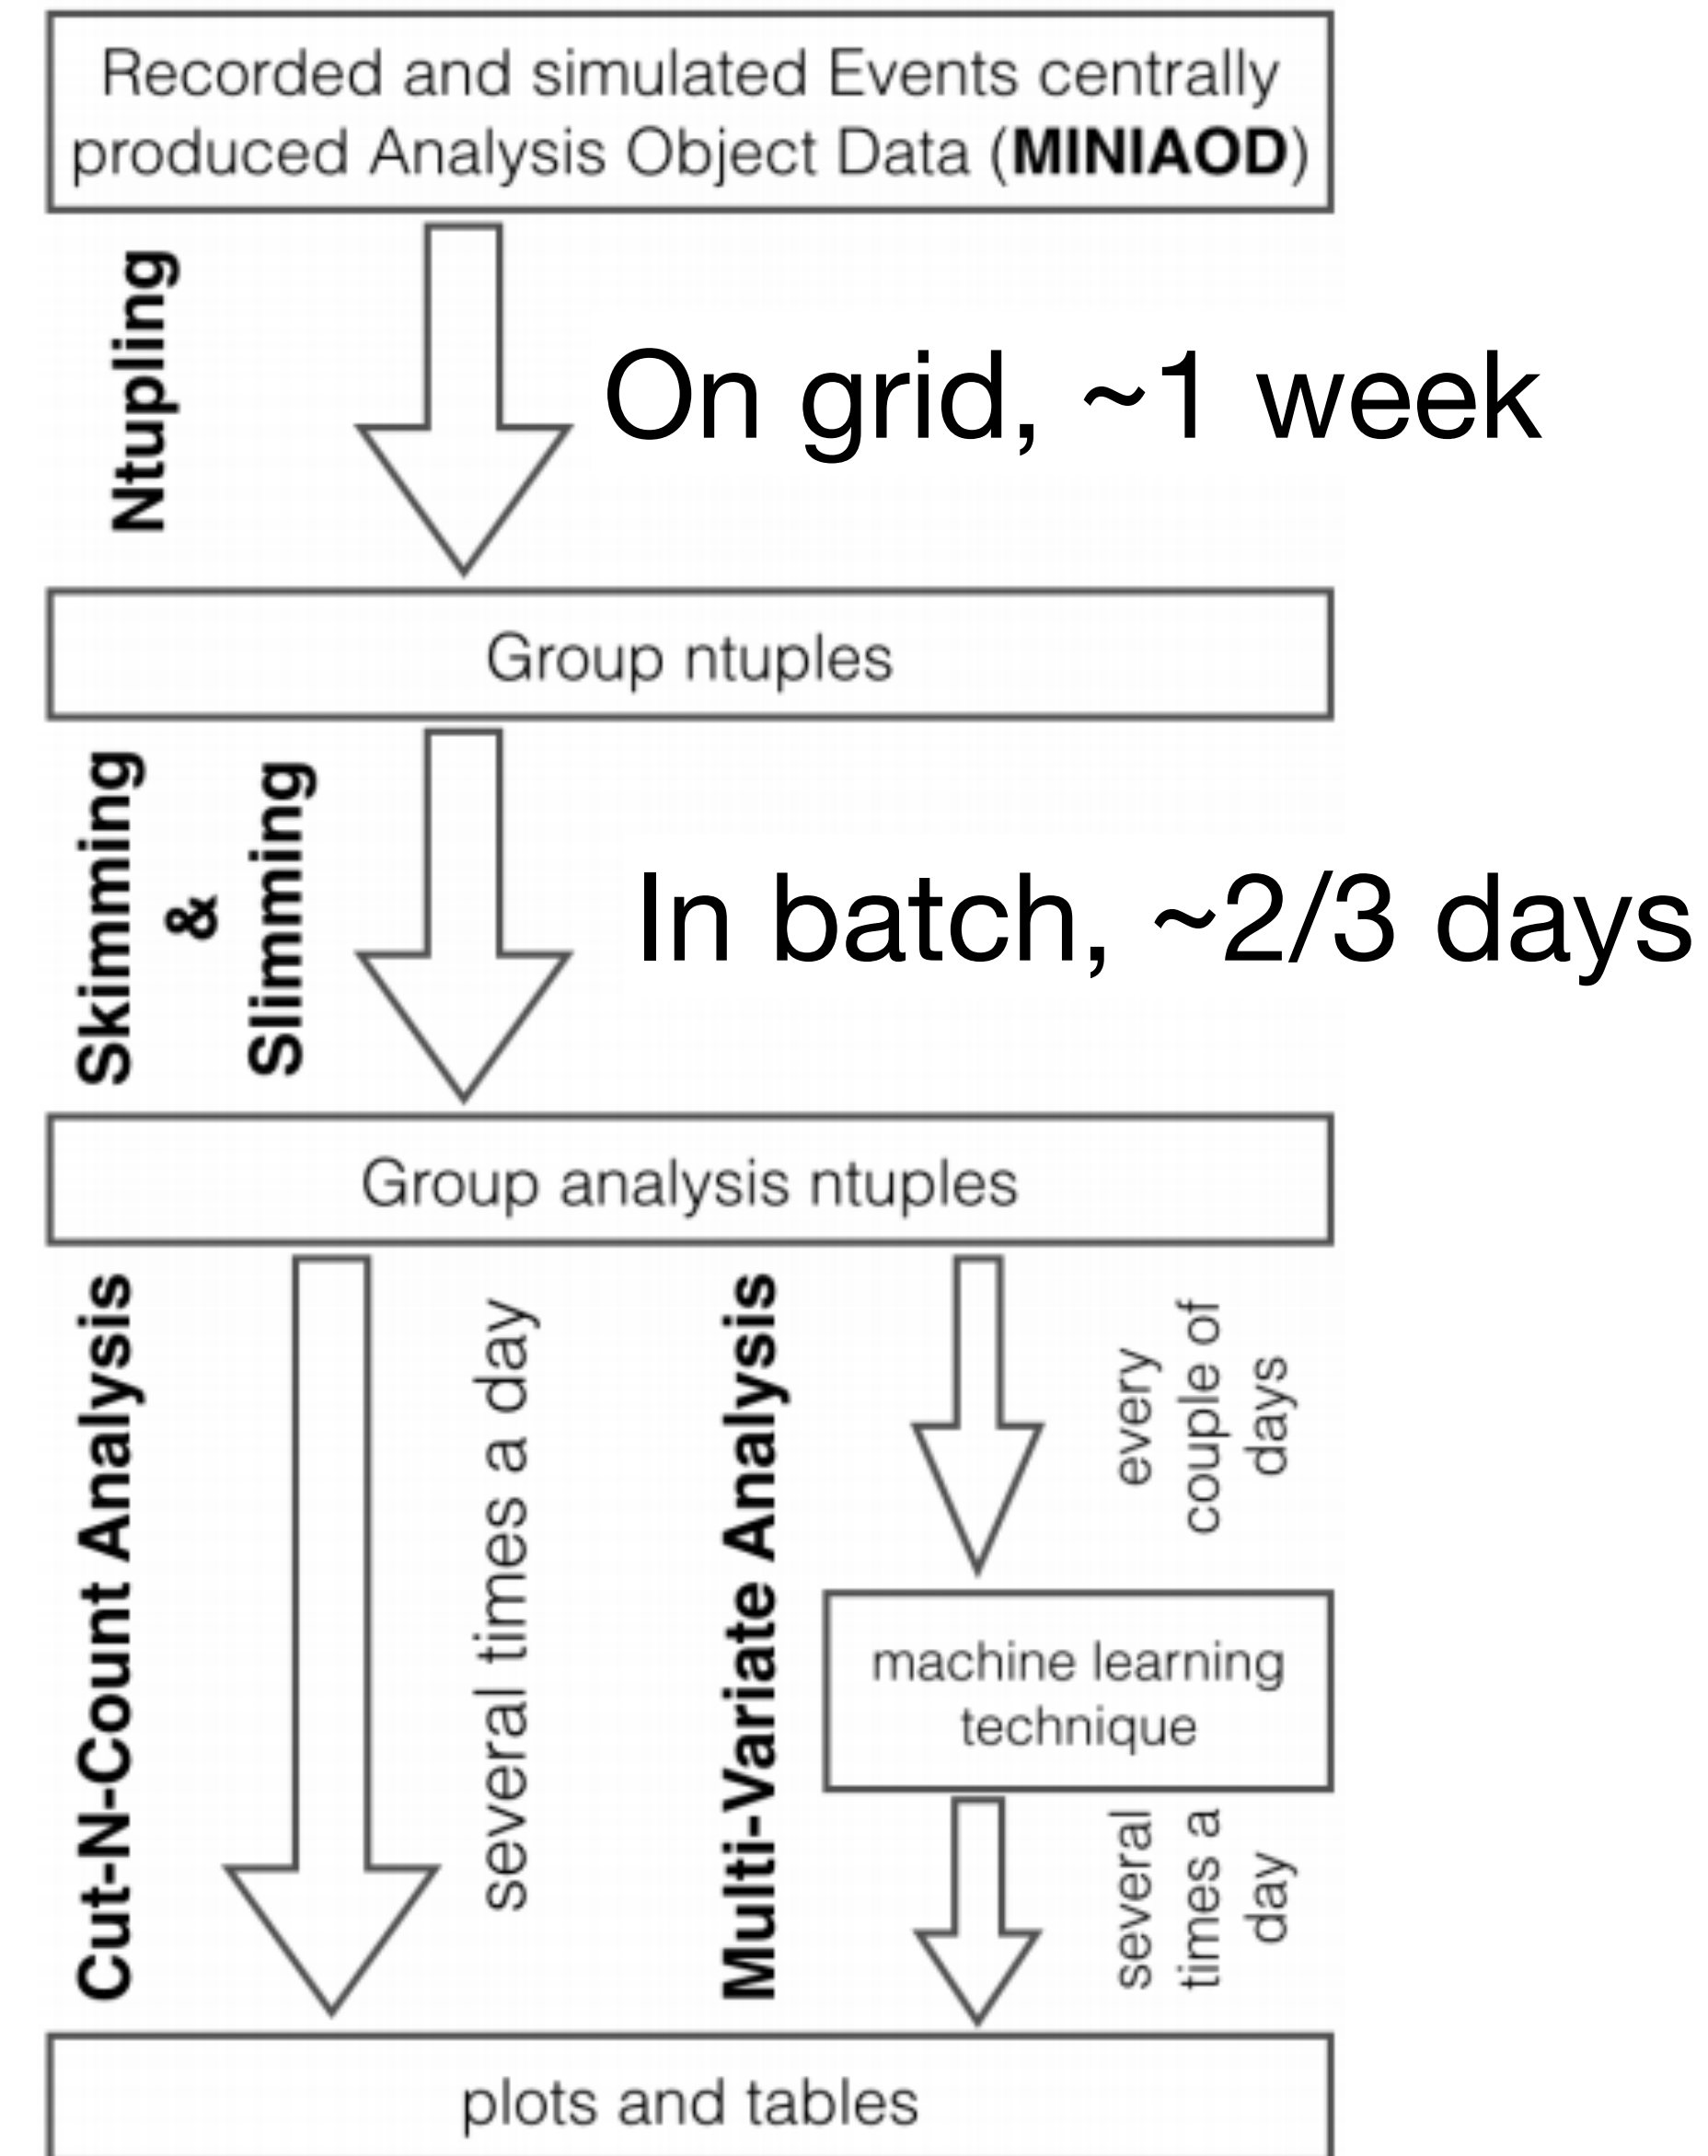 Recorded and simulated Events centrally
produced Analysis Object Data (MINIAOD)
Ntupling
On grid, ~1 week
Group ntuples
Skimming
&
Slimming
In batch, ~2/3 days
Group analysis ntuples
Cut-N-Count Analysis
several times a day
Multi-Variate Analysis
every
couple of
days
machine learning
technique
several
times a
day
plots and tables